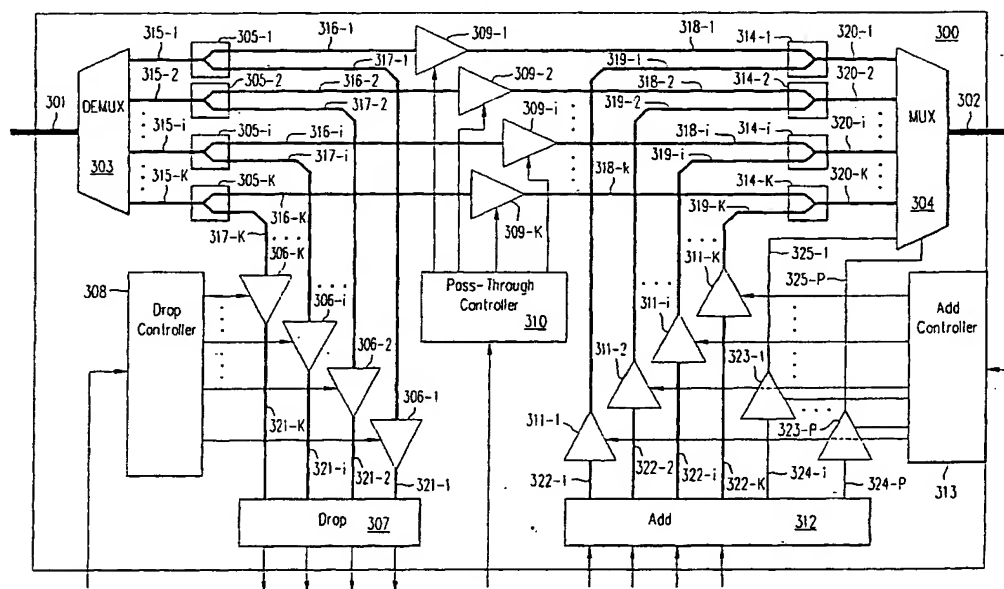 315-1
305-1
316-1
309-1
318-1
314-1
320-1
300
317-1
319-1
315-2
305-2
316-2
309-2
318-2
314-2
320-2
301
DEMUX
317-2
319-2
MUX
302
315-i
305-i
316-i
309-i
318-i
314-i
320-i
303
317-i
319-i
315-K
305-K
318-k
314-K
320-K
316-K
309-K
319-K
304
317-K
325-1
306-K
311-K
325-P
308
Drop
Controller
Pass-Through
Controller
310
Add
Controller
306-i
311-i
306-2
311-2
323-1
306-1
311-1
323-P
321-K
321-i
321-2
321-1
322-1
322-2
322-i
322-K
324-i
324-P
313
Drop 307
Add 312